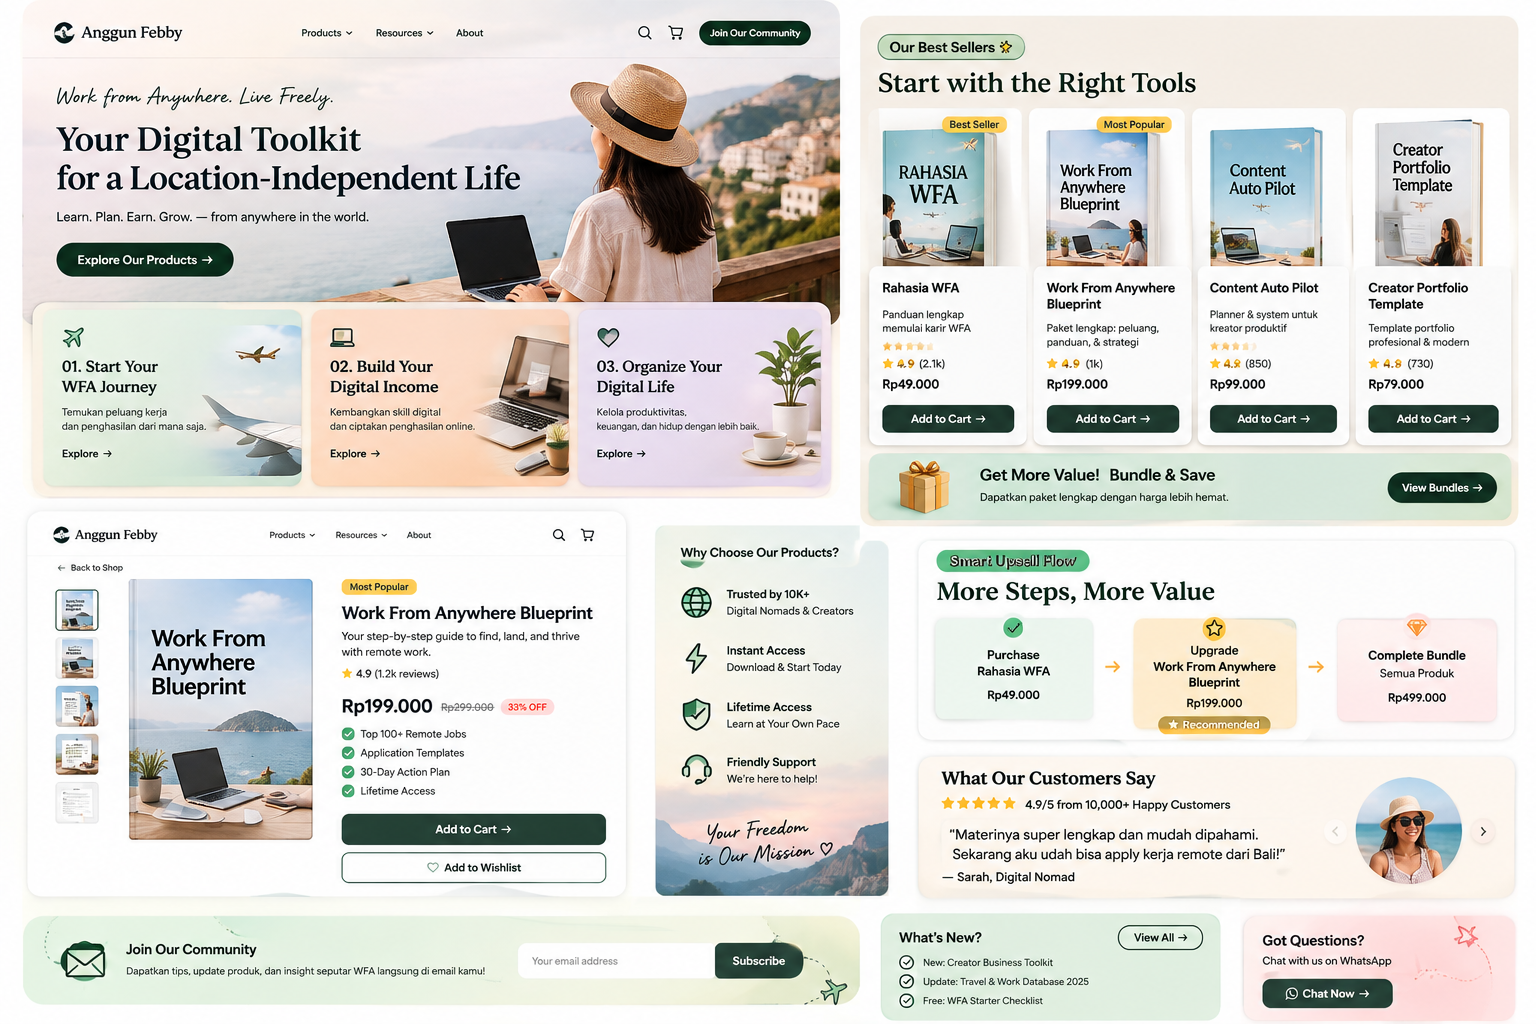 Anggun Febby
Products
Resources
About
Join Our Community
Work from Anywhere. Live Freely.
Your Digital Toolkit
for a Location-Independent Life
Learn. Plan. Earn. Grow. — from anywhere in the world.
Explore Our Products →
01. Start Your
WFA Journey
Temukan peluang kerja
dan penghasilan dari mana saja.
Explore →
02. Build Your
Digital Income
Kembangkan skill digital
dan ciptakan penghasilan online.
Explore →
03. Organize Your
Digital Life
Kelola produktivitas,
keuangan, dan hidup dengan lebih baik.
Explore →
Our Best Sellers
Start with the Right Tools
Best Seller
RAHASIA
WFA
Rahasia WFA
Panduan lengkap
memulai karir WFA
4.9 (2.1k)
Rp49.000
Add to Cart →
Most Popular
Work From
Anywhere
Blueprint
Work From Anywhere
Blueprint
Paket lengkap: peluang,
panduan, & strategi
4.9 (1k)
Rp199.000
Add to Cart →
Content
Auto Pilot
Content Auto Pilot
Planner & system untuk
kreator produktif
4.9 (850)
Rp99.000
Add to Cart →
Creator
Portfolio
Template
Creator Portfolio
Template
Template portfolio
profesional & modern
4.8 (730)
Rp79.000
Add to Cart →
Get More Value! Bundle & Save
Dapatkan paket lengkap dengan harga lebih hemat.
View Bundles →
Anggun Febby
Products
Resources
About
← Back to Shop
Work From
Anywhere
Blueprint
Most Popular
Work From Anywhere Blueprint
Your step-by-step guide to find, land, and thrive
with remote work.
4.9 (1.2k reviews)
Rp199.000 Rp299.000 33% OFF
Top 100+ Remote Jobs
Application Templates
30-Day Action Plan
Lifetime Access
Add to Cart →
Add to Wishlist
Why Choose Our Products?
Trusted by 10K+
Digital Nomads & Creators
Instant Access
Download & Start Today
Lifetime Access
Learn at Your Own Pace
Friendly Support
We're here to help!
Your Freedom
is Our Mission ♡
Smart Upsell Flow
More Steps, More Value
Purchase
Rahasia WFA
Rp49.000
→
Upgrade
Work From Anywhere
Blueprint
Rp199.000
★ Recommended
→
Complete Bundle
Semua Produk
Rp499.000
What Our Customers Say
4.9/5 from 10,000+ Happy Customers
"Materinya super lengkap dan mudah dipahami.
Sekarang aku udah bisa apply kerja remote dari Bali!"
— Sarah, Digital Nomad
Join Our Community
Dapatkan tips, update produk, dan insight seputar WFA langsung di email kamu!
Your email address
Subscribe
What's New?
View All →
New: Creator Business Toolkit
Update: Travel & Work Database 2025
Free: WFA Starter Checklist
Got Questions?
Chat with us on WhatsApp
Chat Now →